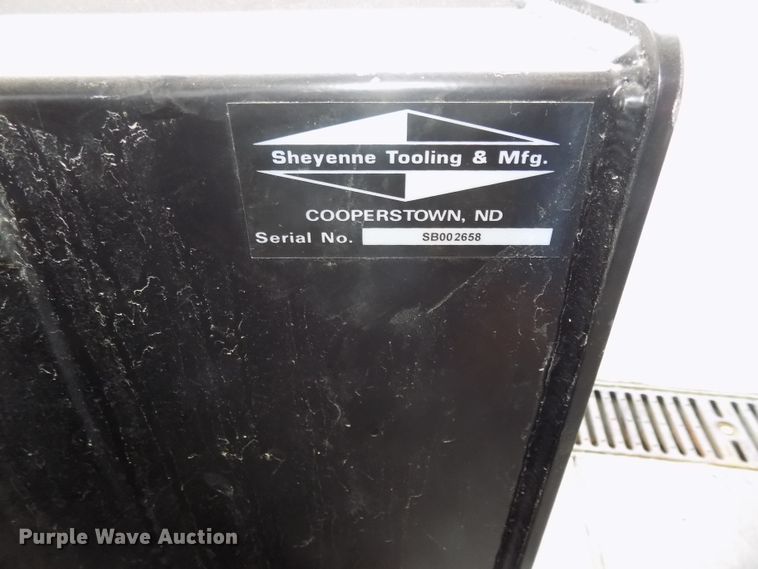 Sheyenne Tooling & Mfg.
COOPERSTOWN, ND
Serial No. SB002658
Purple Wave Auction®